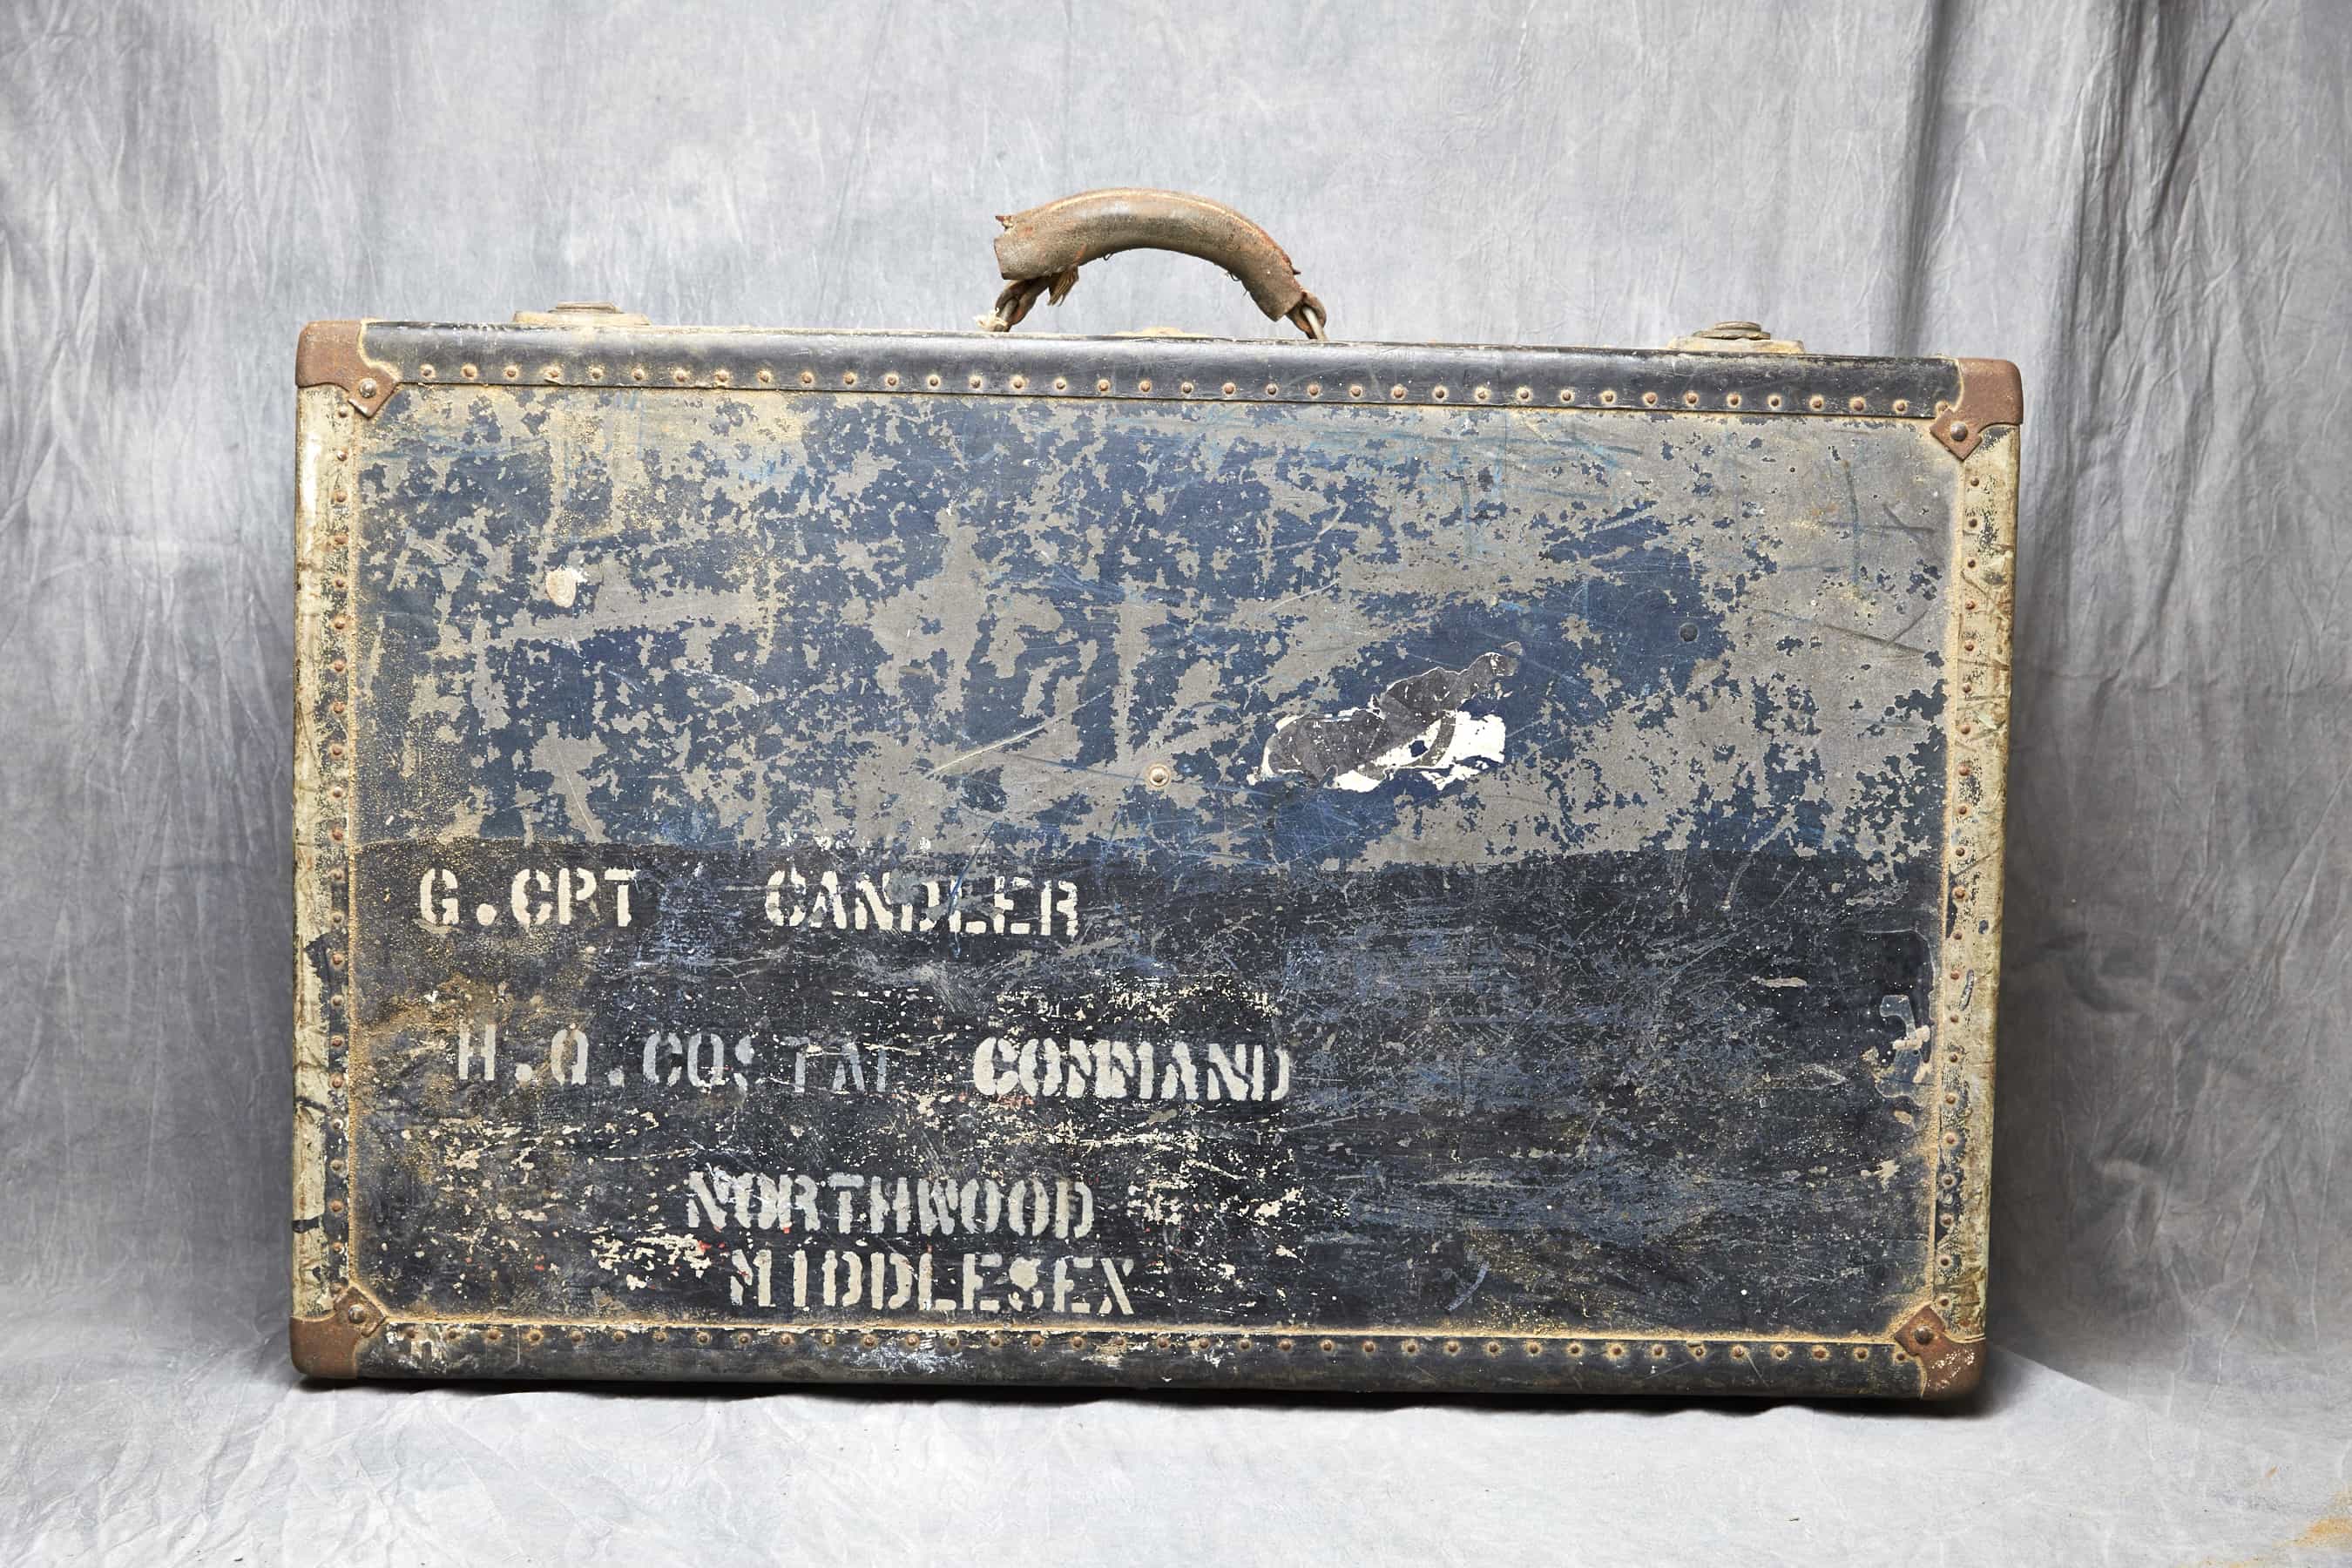 G.CPT CANDLER
H.Q.COSTAL COMMAND
NORTHWOOD
MIDDLESEX